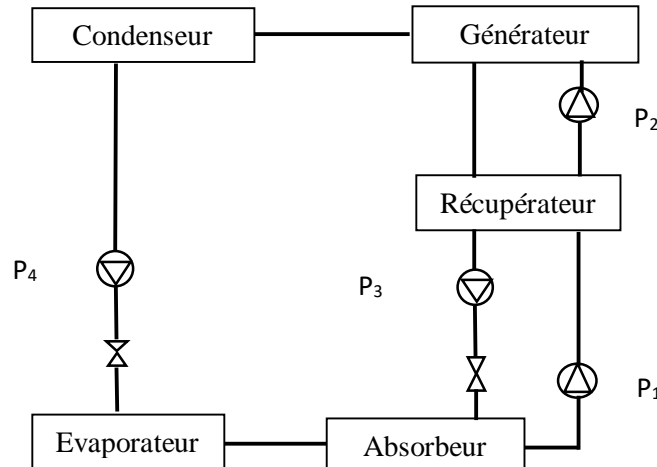 Condenseur
Générateur
P2
Récupérateur
P4
P3
P1
Evaporateur
Absorbeur